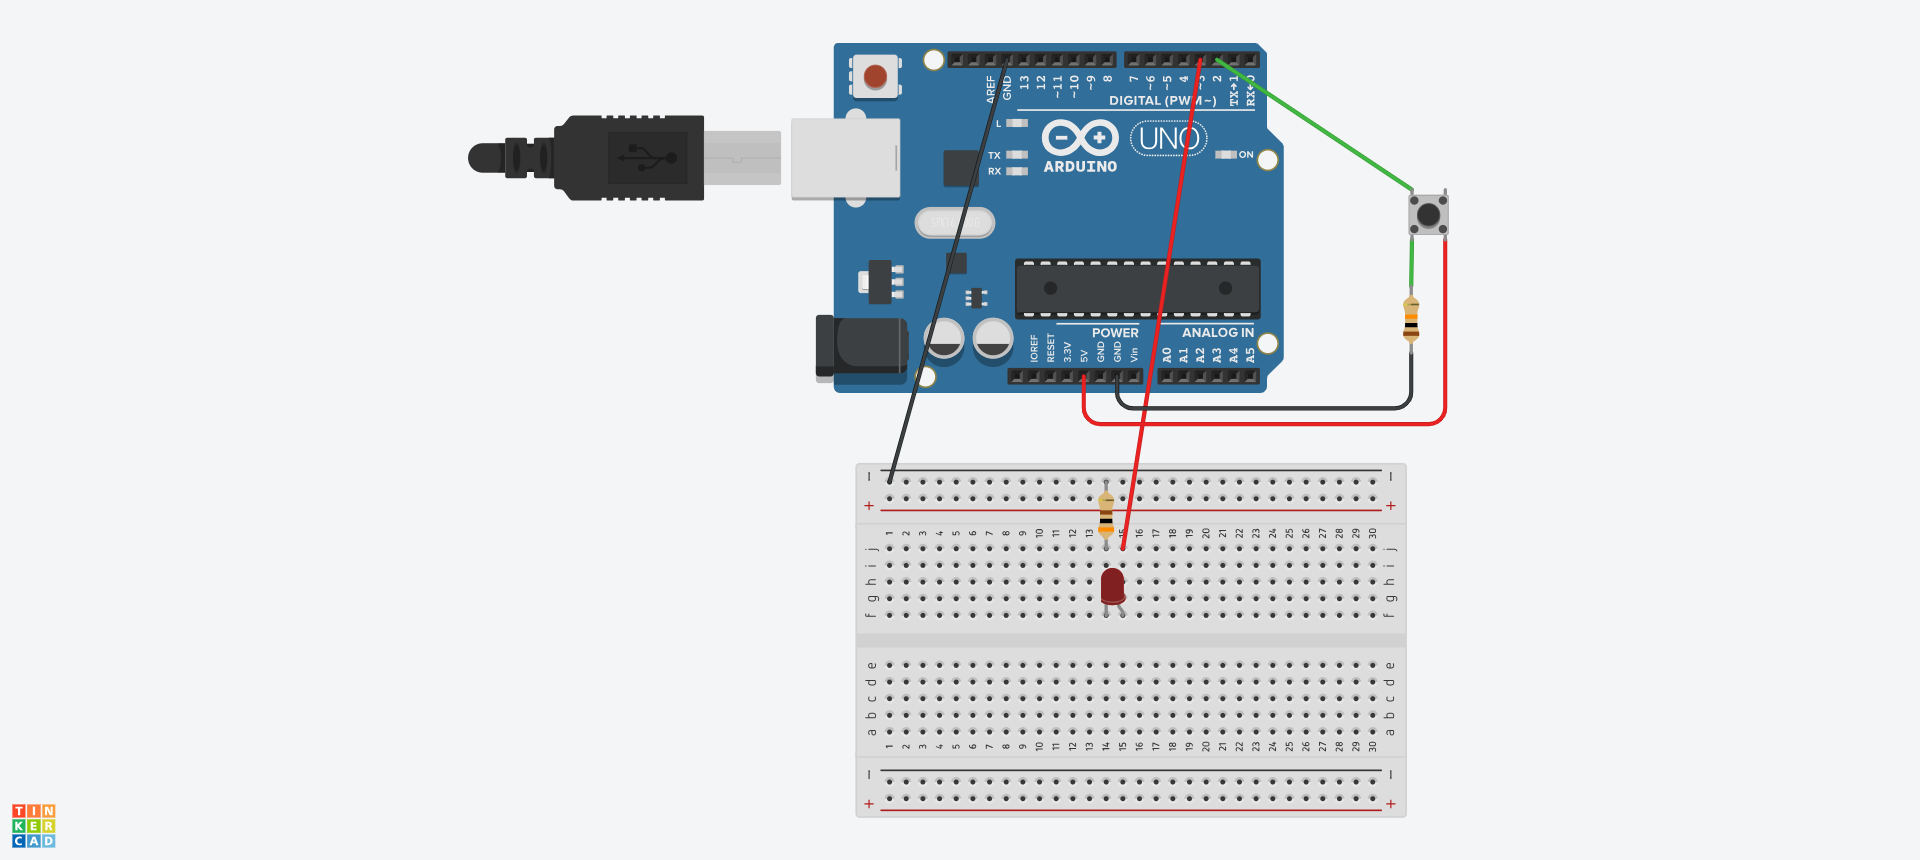 AREF
GND
13
12
~11
~10
~9
8
7
~6
~5
4
~3
2
TX→1
RX←0
DIGITAL (PWM~)
L
TX
RX
UNO
ARDUINO
ON
IOREF
RESET
3.3V
5V
GND
GND
Vin
POWER
ANALOG IN
A0
A1
A2
A3
A4
A5
− −
+ +
1 2 3 4 5 6 7 8 9 10 11 12 13 15 16 17 18 19 20 21 22 23 24 25 26 27 28 29 30
j j
i i
h h
g g
f f
e e
d d
c c
b b
a a
1 2 3 4 5 6 7 8 9 10 11 12 13 14 15 16 17 18 19 20 21 22 23 24 25 26 27 28 29 30
− −
+ +
TIN
KER
CAD